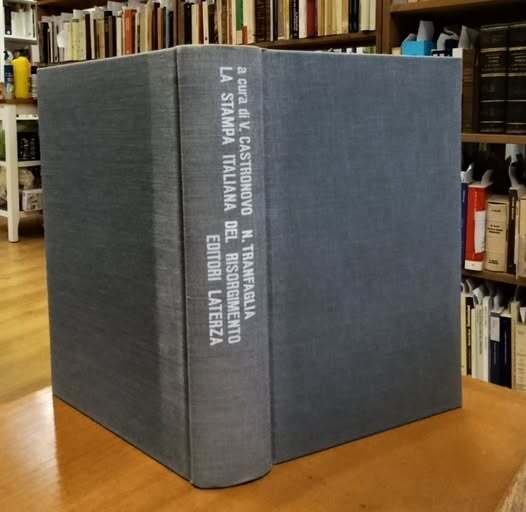 a cura di V. CASTRONOVO N. TRANFAGLIA
LA STAMPA ITALIANA DEL RISORGIMENTO
EDITORI LATERZA